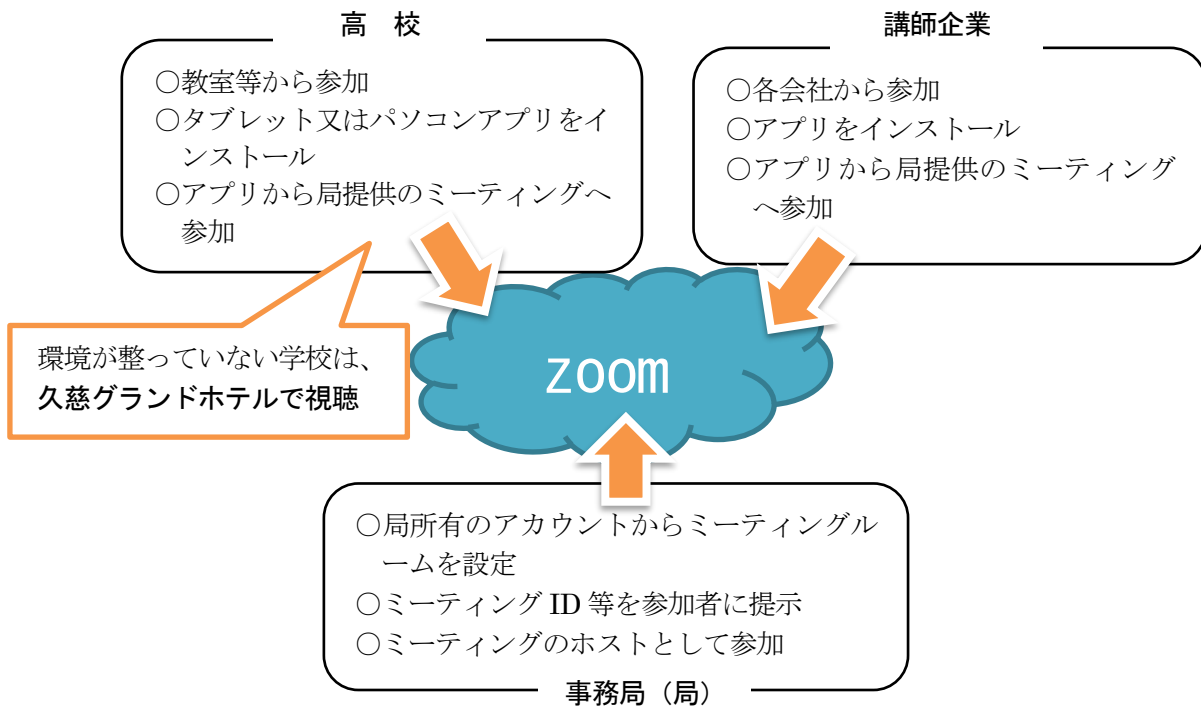 高　校
○教室等から参加
○タブレット又はパソコンアプリをイ
ンストール
○アプリから局提供のミーティングへ
参加
講師企業
○各会社から参加
○アプリをインストール
○アプリから局提供のミーティング
へ参加
環境が整っていない学校は、
久慈グランドホテルで視聴
zoom
○局所有のアカウントからミーティングル
ームを設定
○ミーティング ID 等を参加者に提示
○ミーティングのホストとして参加
事務局（局）